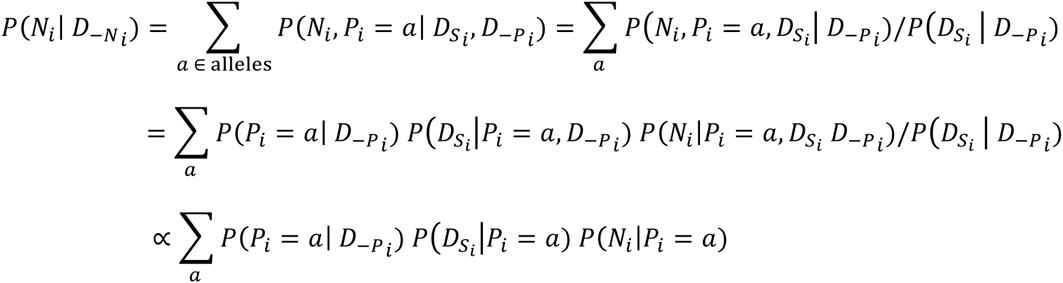 P(N_i | D_{−N_i}) = ∑_{a ∈ alleles} P(N_i, P_i = a | D_{S_i}, D_{−P_i}) = ∑_a P(N_i, P_i = a, D_{S_i} | D_{−P_i}) / P(D_{S_i} | D_{−P_i})
= ∑_a P(P_i = a | D_{−P_i}) P(D_{S_i} | P_i = a, D_{−P_i}) P(N_i | P_i = a, D_{S_i} D_{−P_i}) / P(D_{S_i} | D_{−P_i})
∝ ∑_a P(P_i = a | D_{−P_i}) P(D_{S_i} | P_i = a) P(N_i | P_i = a)